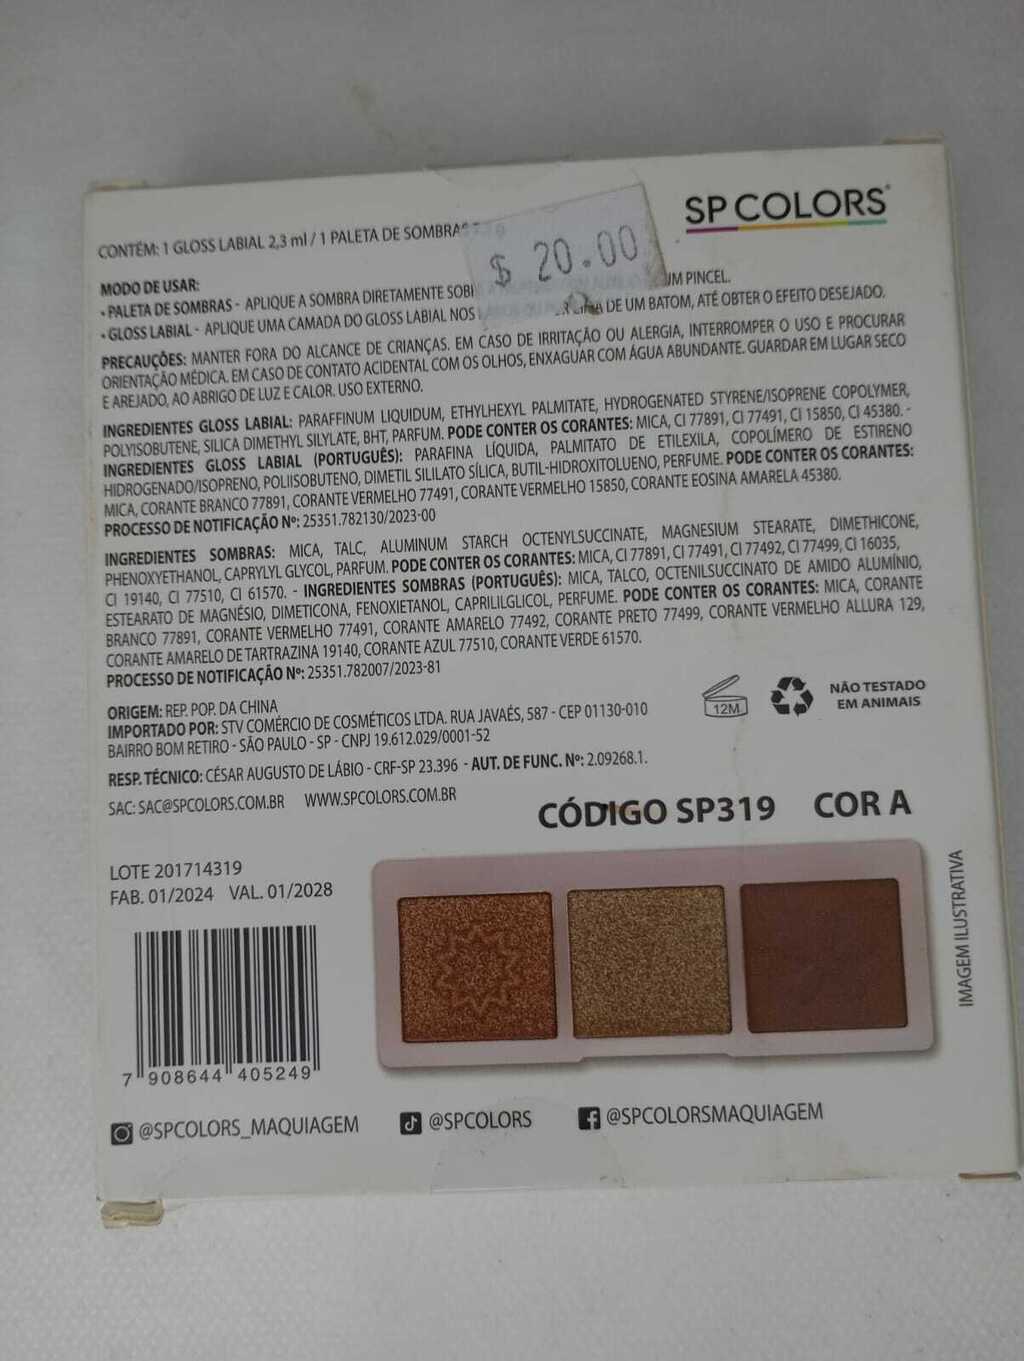 SP COLORS
CONTÉM: 1 GLOSS LABIAL 2,3 ml / 1 PALETA DE SOMBRAS
$ 20.00
MODO DE USAR:
• PALETA DE SOMBRAS - APLIQUE A SOMBRA DIRETAMENTE UM PINCEL.
• GLOSS LABIAL - APLIQUE UMA CAMADA DO GLOSS LABIAL NOS DE UM BATOM, ATÉ OBTER O EFEITO DESEJADO.
PRECAUÇÕES: MANTER FORA DO ALCANCE DE CRIANÇAS. EM CASO DE IRRITAÇÃO OU ALERGIA, INTERROMPER O USO E PROCURAR
ORIENTAÇÃO MÉDICA. EM CASO DE CONTATO ACIDENTAL COM OS OLHOS, ENXAGUAR COM ÁGUA ABUNDANTE. GUARDAR EM LUGAR SECO
E AREJADO, AO ABRIGO DE LUZ E CALOR. USO EXTERNO.
INGREDIENTES GLOSS LABIAL: PARAFFINUM LIQUIDUM, ETHYLHEXYL PALMITATE, HYDROGENATED STYRENE/ISOPRENE COPOLYMER,
POLYISOBUTENE, SILICA DIMETHYL SILYLATE, BHT, PARFUM. PODE CONTER OS CORANTES: MICA, CI 77891, CI 77491, CI 15850, CI 45380. -
INGREDIENTES GLOSS LABIAL (PORTUGUÊS): PARAFINA LÍQUIDA, PALMITATO DE ETILEXILA, COPOLÍMERO DE ESTIRENO
HIDROGENADO/ISOPRENO, POLIISOBUTENO, DIMETIL SILILATO SÍLICA, BUTIL-HIDROXITOLUENO, PERFUME. PODE CONTER OS CORANTES:
MICA, CORANTE BRANCO 77891, CORANTE VERMELHO 77491, CORANTE VERMELHO 15850, CORANTE EOSINA AMARELA 45380.
PROCESSO DE NOTIFICAÇÃO Nº: 25351.782130/2023-00
INGREDIENTES SOMBRAS: MICA, TALC, ALUMINUM STARCH OCTENYLSUCCINATE, MAGNESIUM STEARATE, DIMETHICONE,
PHENOXYETHANOL, CAPRYLYL GLYCOL, PARFUM. PODE CONTER OS CORANTES: MICA, CI 77891, CI 77491, CI 77492, CI 77499, CI 16035,
CI 19140, CI 77510, CI 61570. - INGREDIENTES SOMBRAS (PORTUGUÊS): MICA, TALCO, OCTENILSUCCINATO DE AMIDO ALUMÍNIO,
ESTEARATO DE MAGNÉSIO, DIMETICONA, FENOXIETANOL, CAPRILILGLICOL, PERFUME. PODE CONTER OS CORANTES: MICA, CORANTE
BRANCO 77891, CORANTE VERMELHO 77491, CORANTE AMARELO 77492, CORANTE PRETO 77499, CORANTE VERMELHO ALLURA 129,
CORANTE AMARELO DE TARTRAZINA 19140, CORANTE AZUL 77510, CORANTE VERDE 61570.
PROCESSO DE NOTIFICAÇÃO Nº: 25351.782007/2023-81
ORIGEM: REP. POP. DA CHINA
IMPORTADO POR: STV COMÉRCIO DE COSMÉTICOS LTDA. RUA JAVAÉS, 587 - CEP 01130-010
BAIRRO BOM RETIRO - SÃO PAULO - SP - CNPJ 19.612.029/0001-52
12M
NÃO TESTADO
EM ANIMAIS
RESP. TÉCNICO: CÉSAR AUGUSTO DE LÁBIO - CRF-SP 23.396 - AUT. DE FUNC. Nº: 2.09268.1.
SAC: SAC@SPCOLORS.COM.BR WWW.SPCOLORS.COM.BR
CÓDIGO SP319 COR A
LOTE 201714319
FAB. 01/2024 VAL. 01/2028
IMAGEM ILUSTRATIVA
7 908644 405249
@SPCOLORS_MAQUIAGEM @SPCOLORS @SPCOLORSMAQUIAGEM